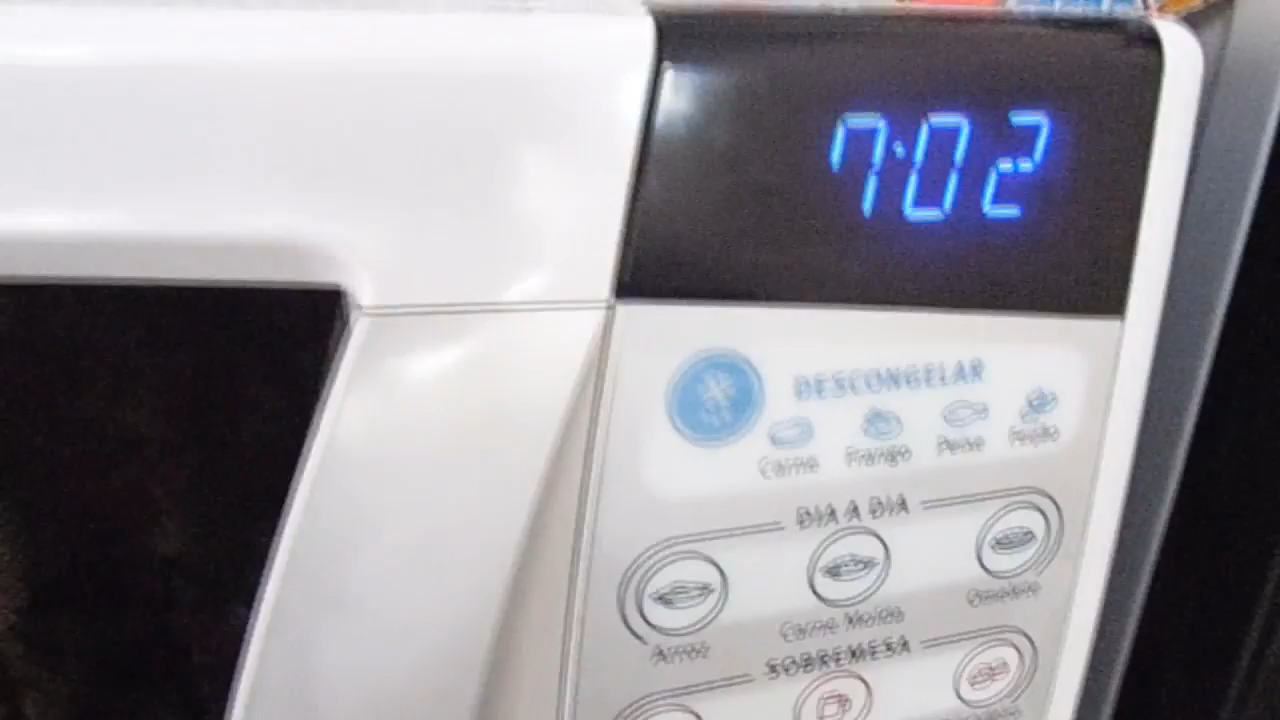 7:02
DESCONGELAR
Carne Frango Peixe Feijão
DIA A DIA
Arroz Carne Moída
SOBREMESA